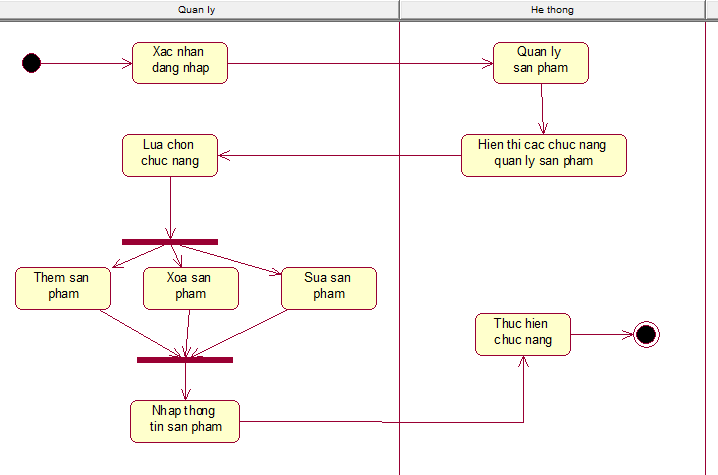 Quan ly
He thong
Xac nhan
dang nhap
Quan ly
san pham
Lua chon
chuc nang
Hien thi cac chuc nang
quan ly san pham
Them san
pham
Xoa san
pham
Sua san
pham
Thuc hien
chuc nang
Nhap thong
tin san pham